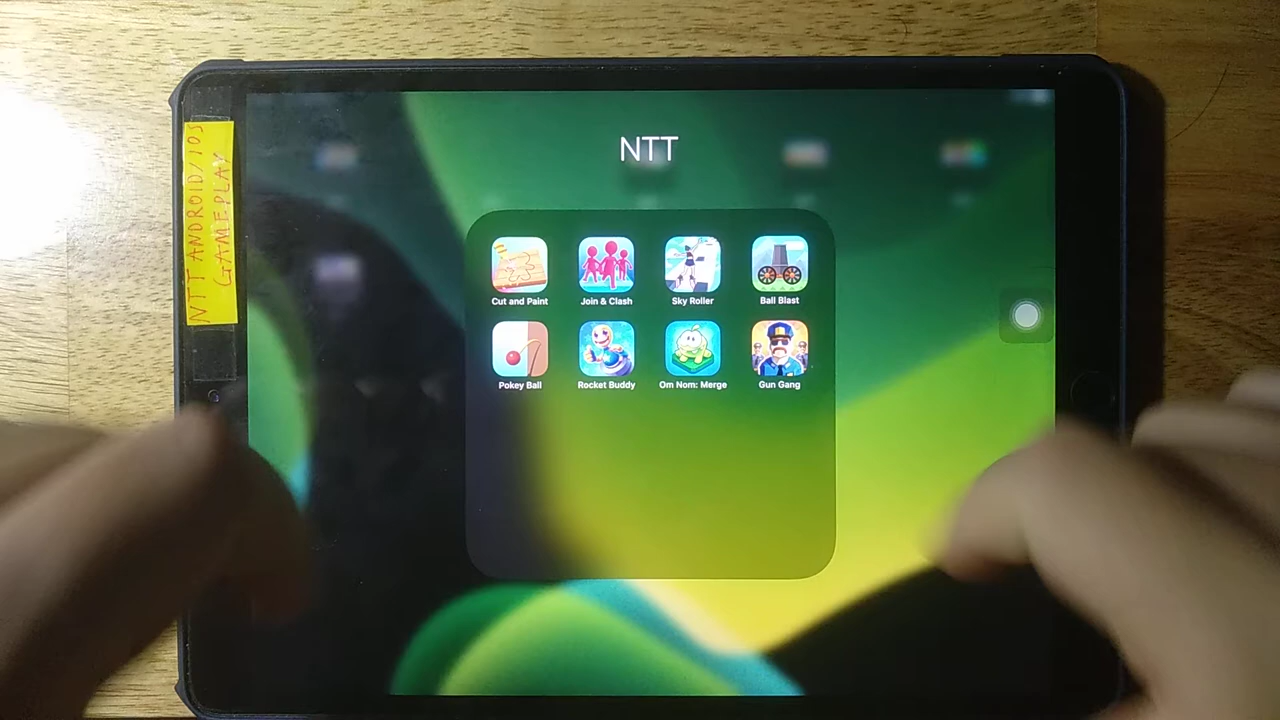 NTT ANDROID/IOS
GAMEPLAY
NTT
Cut and Paint
Join & Clash
Sky Roller
Ball Blast
Pokey Ball
Rocket Buddy
Om Nom: Merge
Gun Gang